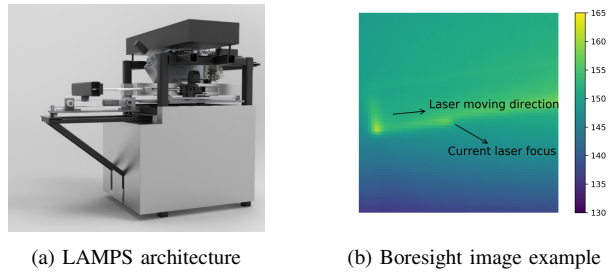 Laser moving direction
Current laser focus
165
160
155
150
145
140
135
130
(a) LAMPS architecture
(b) Boresight image example